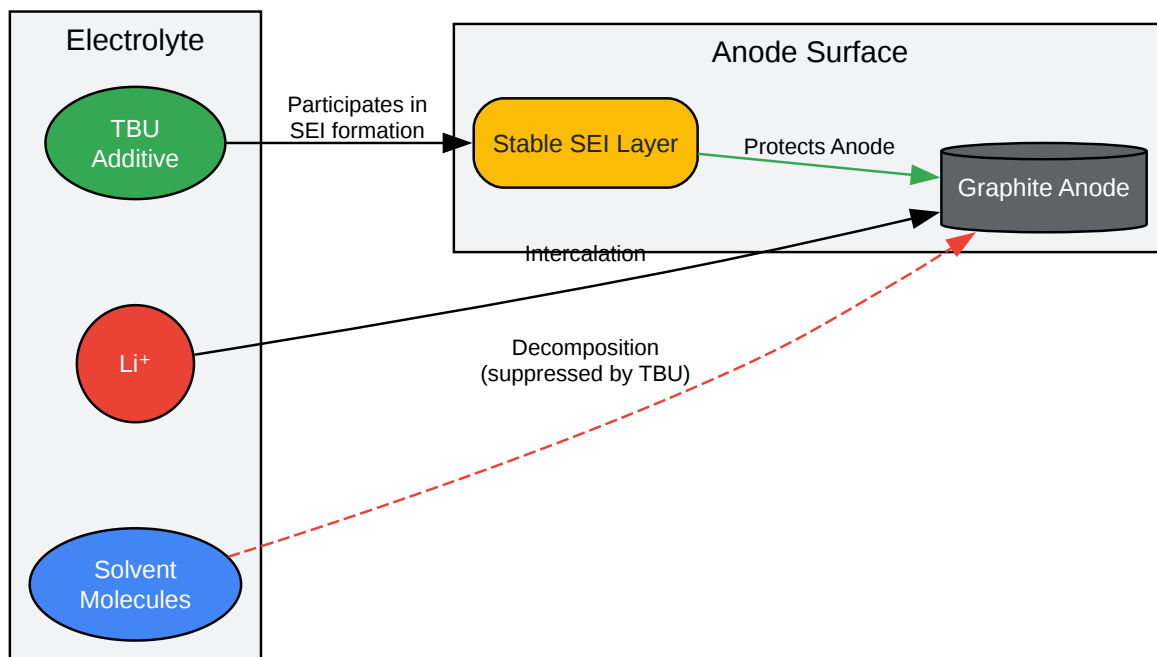 Electrolyte
Anode Surface
TBU
Additive
Participates in
SEI formation
Stable SEI Layer
Protects Anode
Graphite Anode
Intercalation
Li⁺
Decomposition
(suppressed by TBU)
Solvent
Molecules